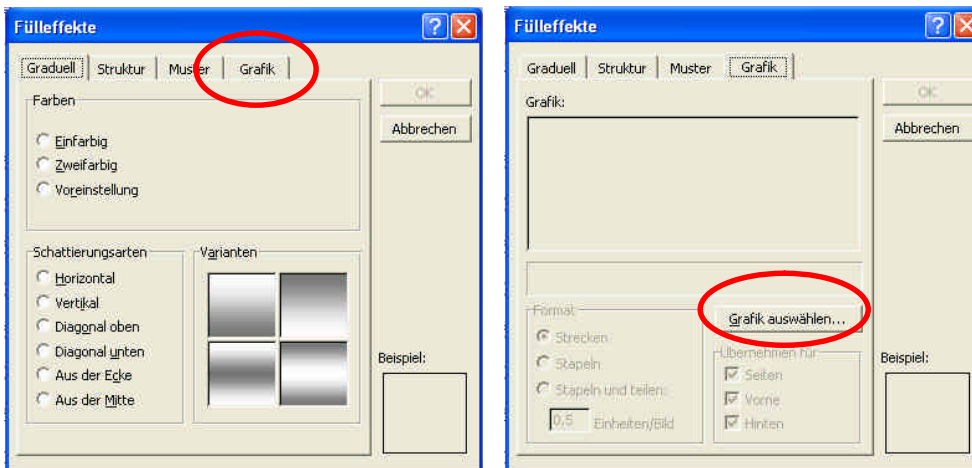 Fülleffekte
Graduell Struktur Muster Grafik
Farben
Einfarbig
Zweifarbig
Voreinstellung
Schattierungsarten
Horizontal
Vertikal
Diagonal oben
Diagonal unten
Aus der Ecke
Aus der Mitte
Varianten
OK
Abbrechen
Beispiel:
Fülleffekte
Graduell Struktur Muster Grafik
Grafik:
Grafik auswählen...
Format
Strecken
Stapeln
Stapeln und teilen:
0,5 Einheiten/Bild
Übernehmen für
Seiten
Vorne
Hinten
OK
Abbrechen
Beispiel: